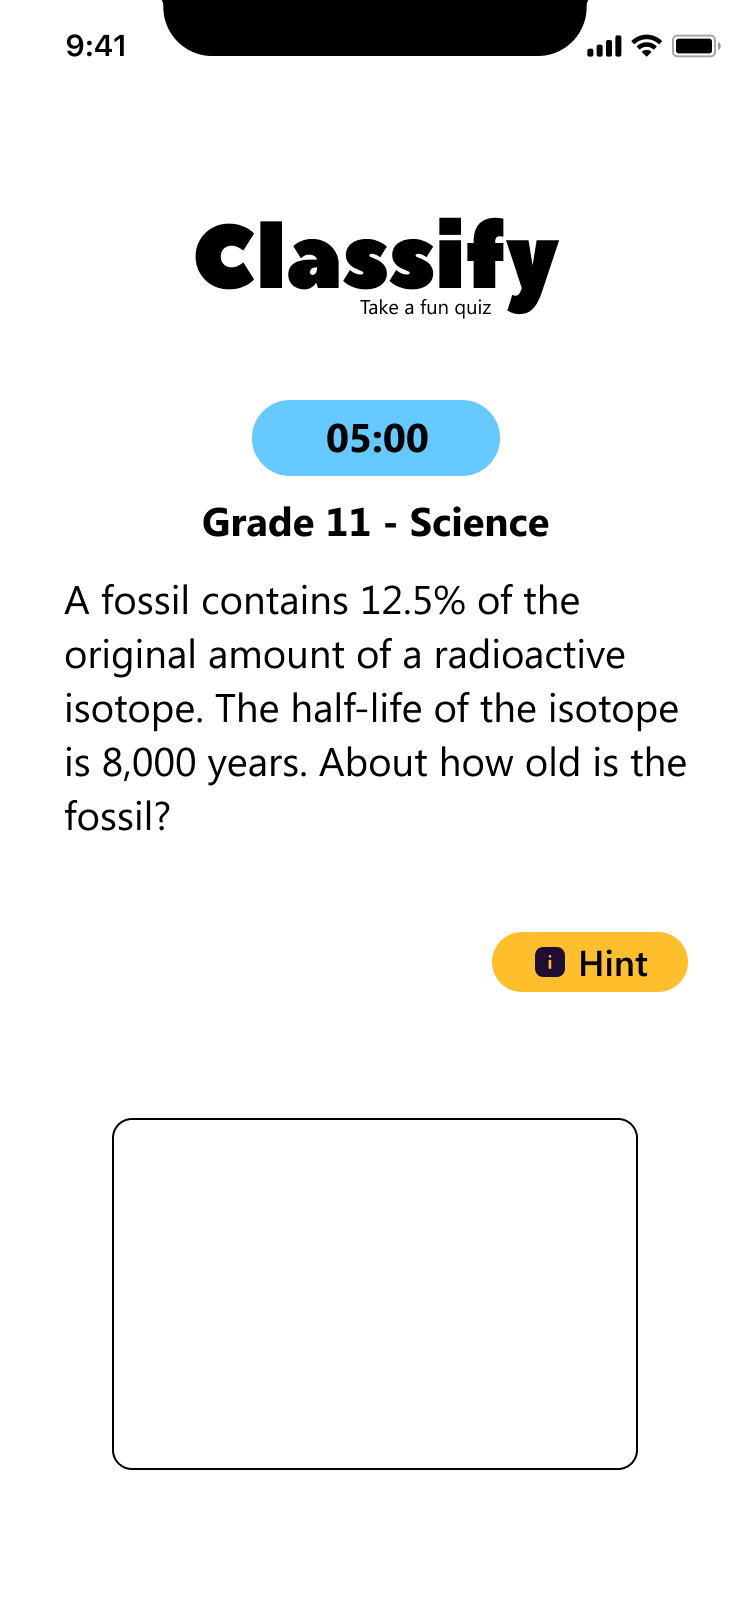 9:41
Classify
Take a fun quiz
05:00
Grade 11 - Science
A fossil contains 12.5% of the
original amount of a radioactive
isotope. The half-life of the isotope
is 8,000 years. About how old is the
fossil?
i Hint